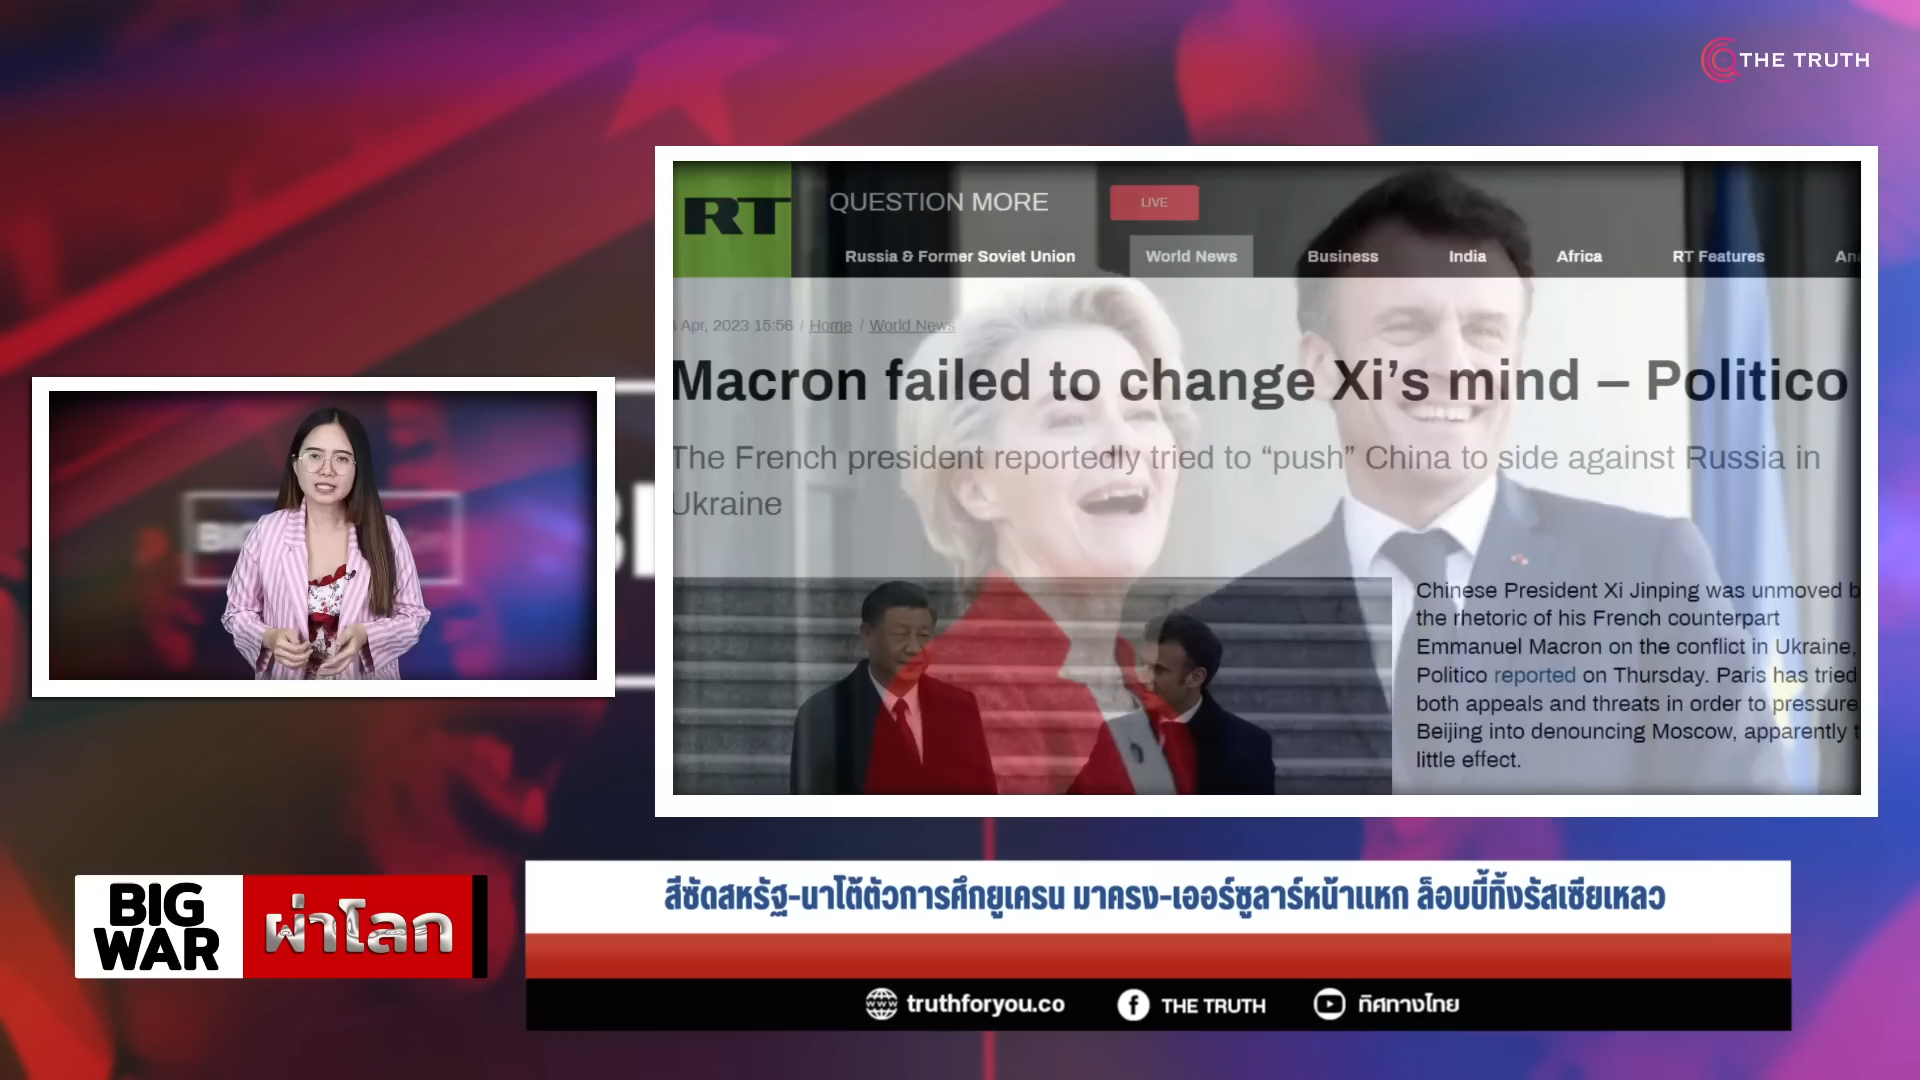 THE TRUTH
RT
QUESTION MORE
LIVE
Russia & Former Soviet Union World News Business India Africa RT Features
Apr, 2023 15:56 / Home / World News
Macron failed to change Xi's mind – Politico
The French president reportedly tried to “push” China to side against Russia in
Ukraine
Chinese President Xi Jinping was unmoved b
the rhetoric of his French counterpart
Emmanuel Macron on the conflict in Ukraine,
Politico reported on Thursday. Paris has tried
both appeals and threats in order to pressure
Beijing into denouncing Moscow, apparently t
little effect.
BIG
WAR
ผ่าโลก
สีซัดสหรัฐ-นาโต้ตัวการศึกยูเครน มาครง-เออร์ซูลาร์หน้าแหก ล็อบบี้ทิ้งรัสเซียเหลว
truthforyou.co THE TRUTH ทิศทางไทย